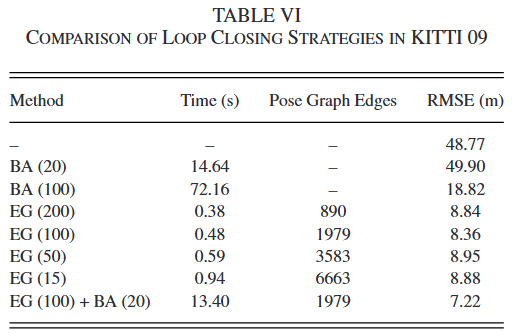 TABLE VI
COMPARISON OF LOOP CLOSING STRATEGIES IN KITTI 09
Method Time (s) Pose Graph Edges RMSE (m)
– – – 48.77
BA (20) 14.64 – 49.90
BA (100) 72.16 – 18.82
EG (200) 0.38 890 8.84
EG (100) 0.48 1979 8.36
EG (50) 0.59 3583 8.95
EG (15) 0.94 6663 8.88
EG (100) + BA (20) 13.40 1979 7.22